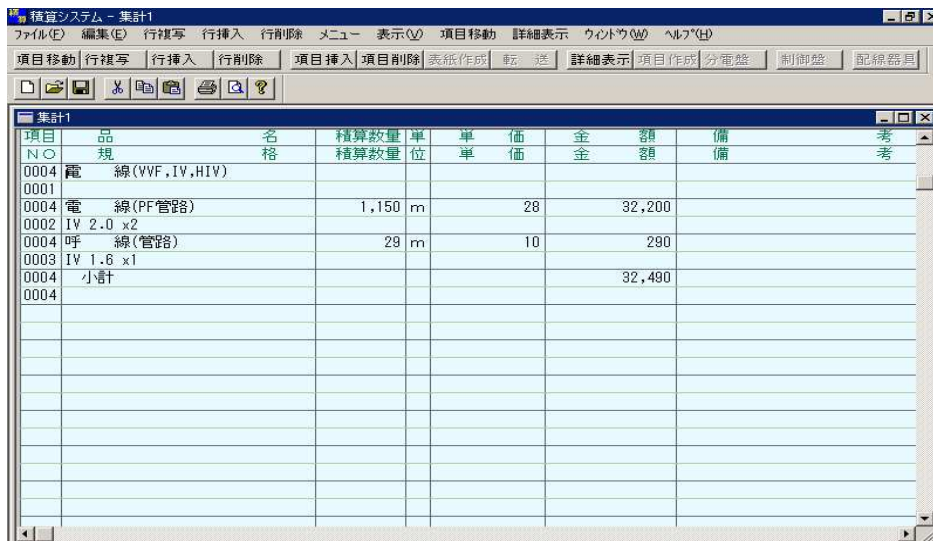 積算システム - 集計1
ファイル(F) 編集(E) 行複写 行挿入 行削除 メニュー 表示(V) 項目移動 詳細表示 ウィンドウ(W) ヘルプ(H)
項目移動 行複写 行挿入 行削除 項目挿入 項目削除 表紙作成 転 送 詳細表示 項目作成 分電盤 制御盤 配線器具
集計1
項目 品 名 積算数量 単 単 価 金 額 備 考
NO 規 格 積算数量 位 単 価 金 額 備 考
0004 電 線(VVF,IV,HIV)
0001
0004 電 線(PF管路) 1,150 m 28 32,200
0002 IV 2.0 x2
0004 呼 線(管路) 29 m 10 290
0003 IV 1.6 x1
0004 小計 32,490
0004